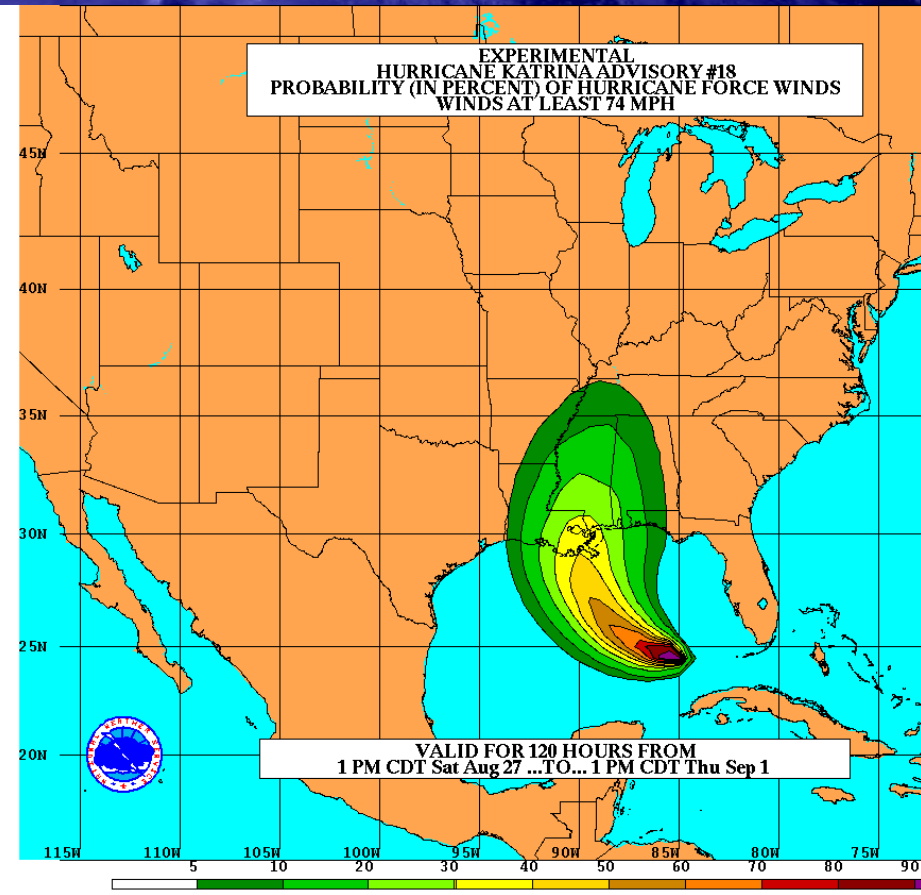 EXPERIMENTAL
HURRICANE KATRINA ADVISORY #18
PROBABILITY (IN PERCENT) OF HURRICANE FORCE WINDS
WINDS AT LEAST 74 MPH
45N
40N
35N
30N
25N
20N
VALID FOR 120 HOURS FROM
1 PM CDT Sat Aug 27 ...TO... 1 PM CDT Thu Sep 1
115W 110W 105W 100W 95W 90W 85W 80W 75W
5 10 20 30 40 50 60 70 80 90